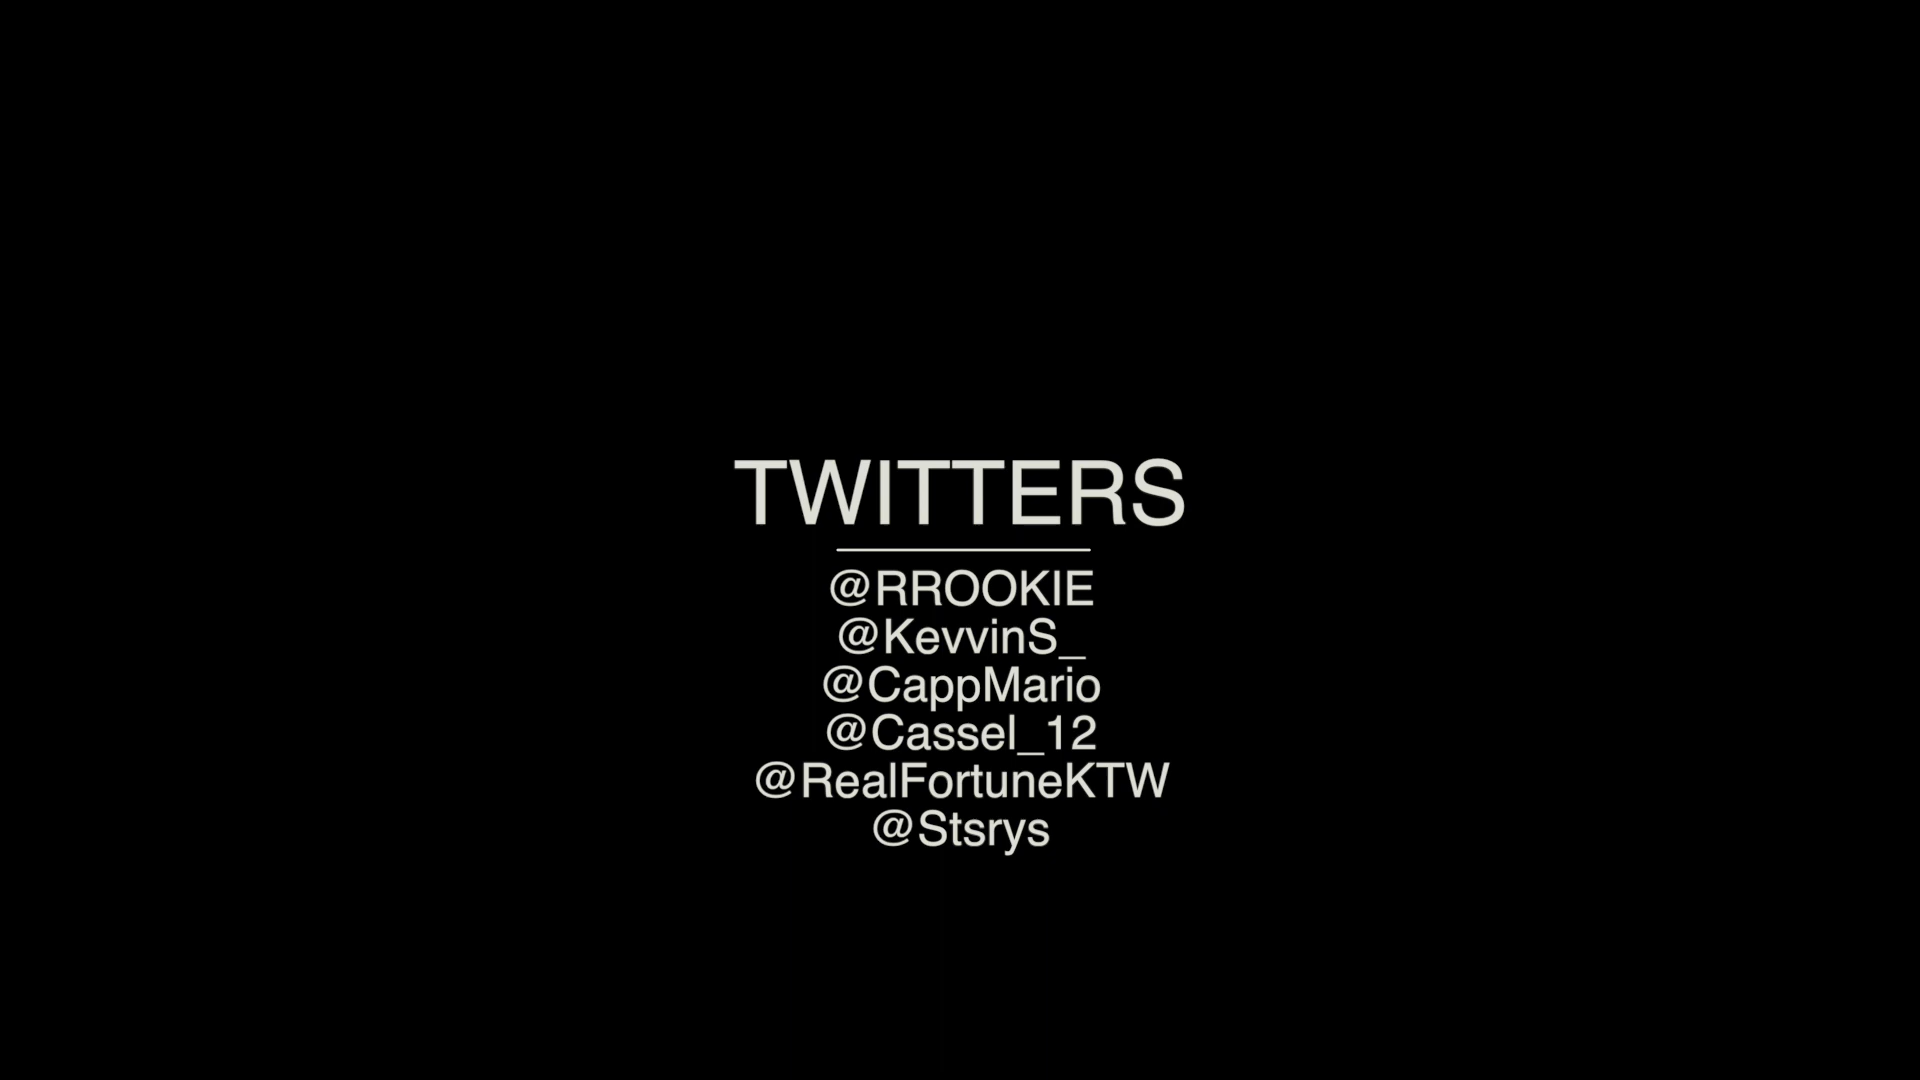 TWITTERS
@RROOKIE
@KevvinS_
@CappMario
@Cassel_12
@RealFortuneKTW
@Stsrys